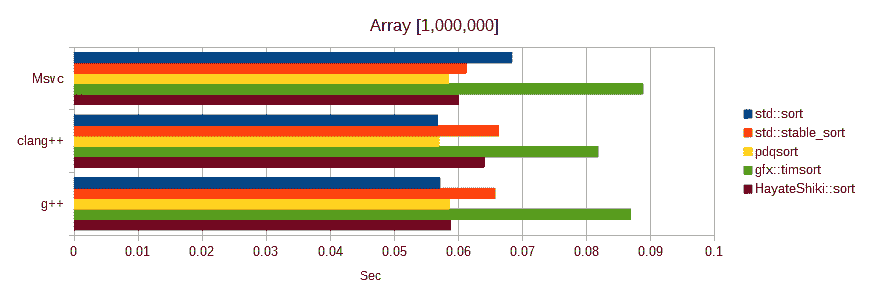 Array [1,000,000]
Msvc
clang++
g++
0 0.01 0.02 0.03 0.04 0.05 0.06 0.07 0.08 0.09 0.1
Sec
std::sort
std::stable_sort
pdqsort
gfx::timsort
HayateShiki::sort